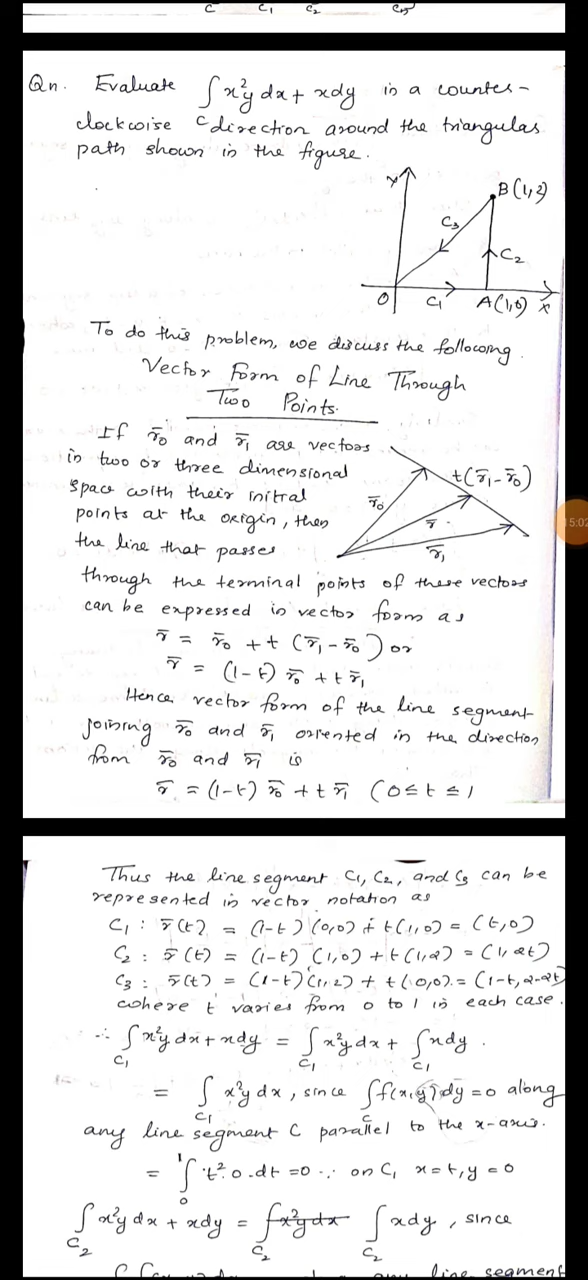 C C₁ C₂ C₃
Qn. Evaluate ∫x²y dx + xdy in a counter-
clockwise C direction around the triangular
path shown in the figure.
Y
B(1,2)
C₃
C₂
O C₁ A(1,0) X
To do this problem, we discuss the following.
Vector Form of Line Through
Two Points.
If r̄₀ and r̄₁ are vectors
in two or three dimensional
space with their initial
points at the origin, then
the line that passes
t(r̄₁-r̄₀)
r̄₀
r̄
r̄₁
through the terminal points of these vectors
can be expressed in vector form as
r̄ = r̄₀ + t (r̄₁-r̄₀) or
r̄ = (1-t) r̄₀ + t r̄₁
Hence vector form of the line segment
joining r̄₀ and r̄₁ oriented in the direction
from r̄₀ and r̄₁ is
r̄ = (1-t) r̄₀ + t r̄₁ (0≤t≤1
15:02
Thus the line segment C₁, C₂, and C₃ can be
represented in vector notation as
C₁ : r̄(t) = (1-t)(0,0) + t(1,0) = (t,0)
C₂ : r̄(t) = (1-t) (1,0) + t(1,2) = (1,2t)
C₃ : r̄(t) = (1-t)(1,2) + t(0,0) = (1-t, 2-2t)
where t varies from 0 to 1 in each case.
∴ ∫x²y dx + xdy = ∫x²y dx + ∫xdy.
C₁ C₁ C₁
= ∫ x²y dx, since ∫f(x,y)dy = 0 along
C₁ C
any line segment C parallel to the x-axis.
= ∫₀¹ t².0.dt = 0 ∵ on C₁ x=t, y=0
∫x²y dx + xdy = ∫x²y dx ∫xdy, since
C₂ C₂ C₂
any line segment